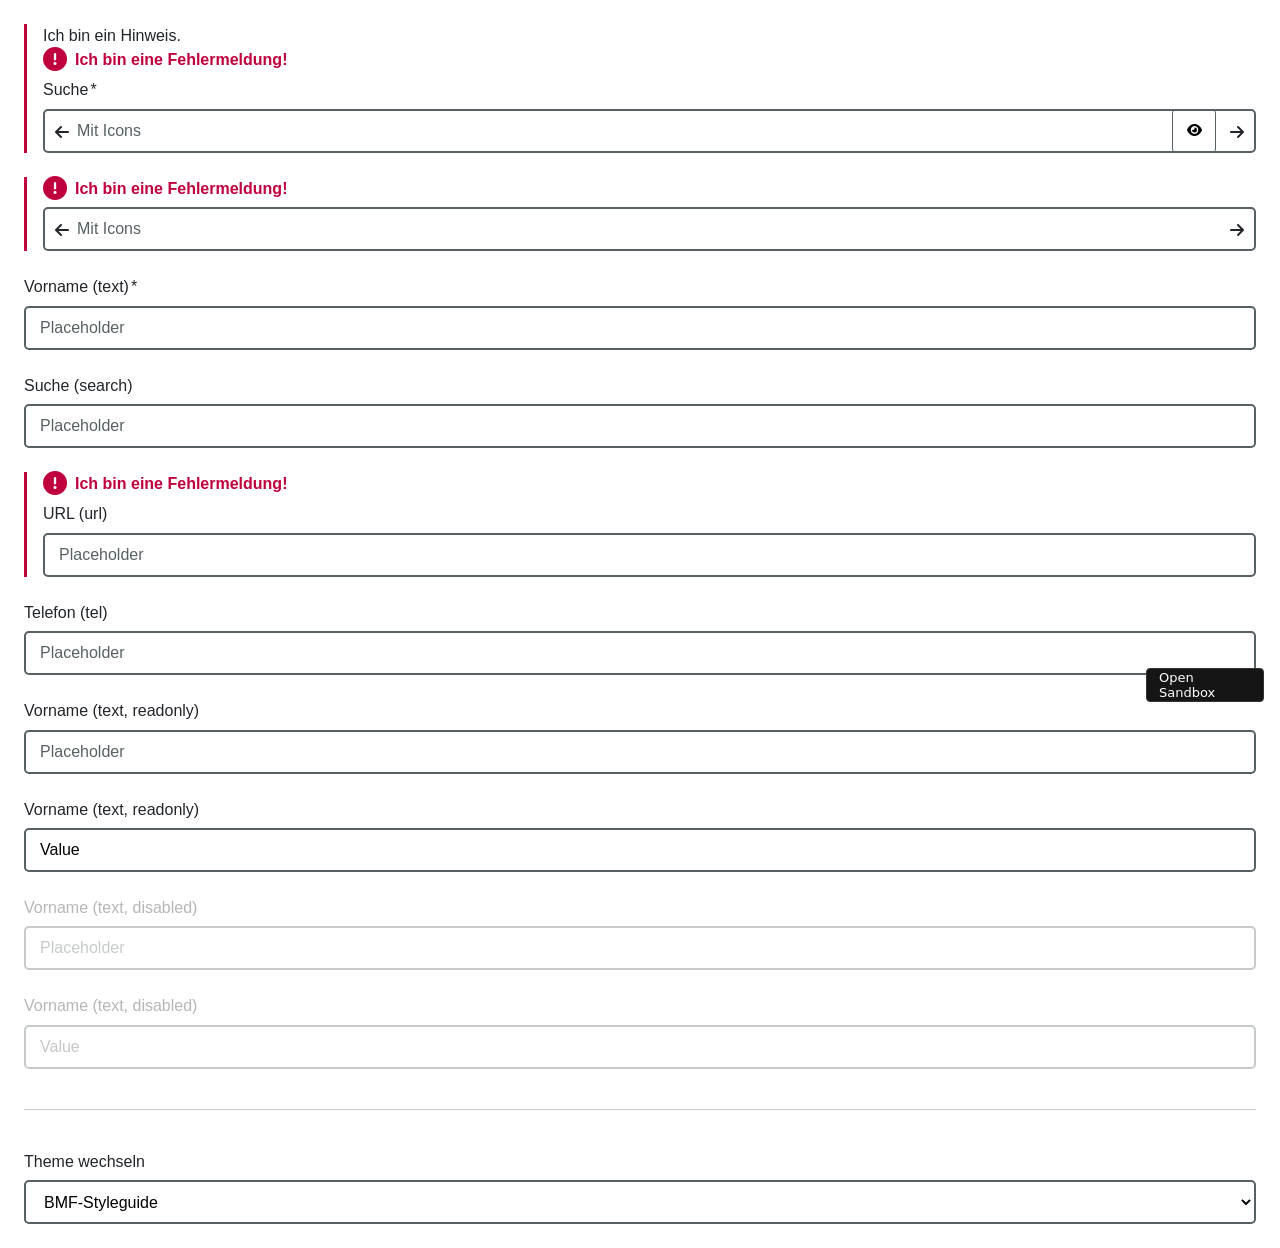 Ich bin ein Hinweis.
Ich bin eine Fehlermeldung!
Suche*
Mit Icons
Ich bin eine Fehlermeldung!
Mit Icons
Vorname (text)*
Placeholder
Suche (search)
Placeholder
Ich bin eine Fehlermeldung!
URL (url)
Placeholder
Telefon (tel)
Placeholder
Open
Sandbox
Vorname (text, readonly)
Placeholder
Vorname (text, readonly)
Value
Vorname (text, disabled)
Placeholder
Vorname (text, disabled)
Value
Theme wechseln
BMF-Styleguide